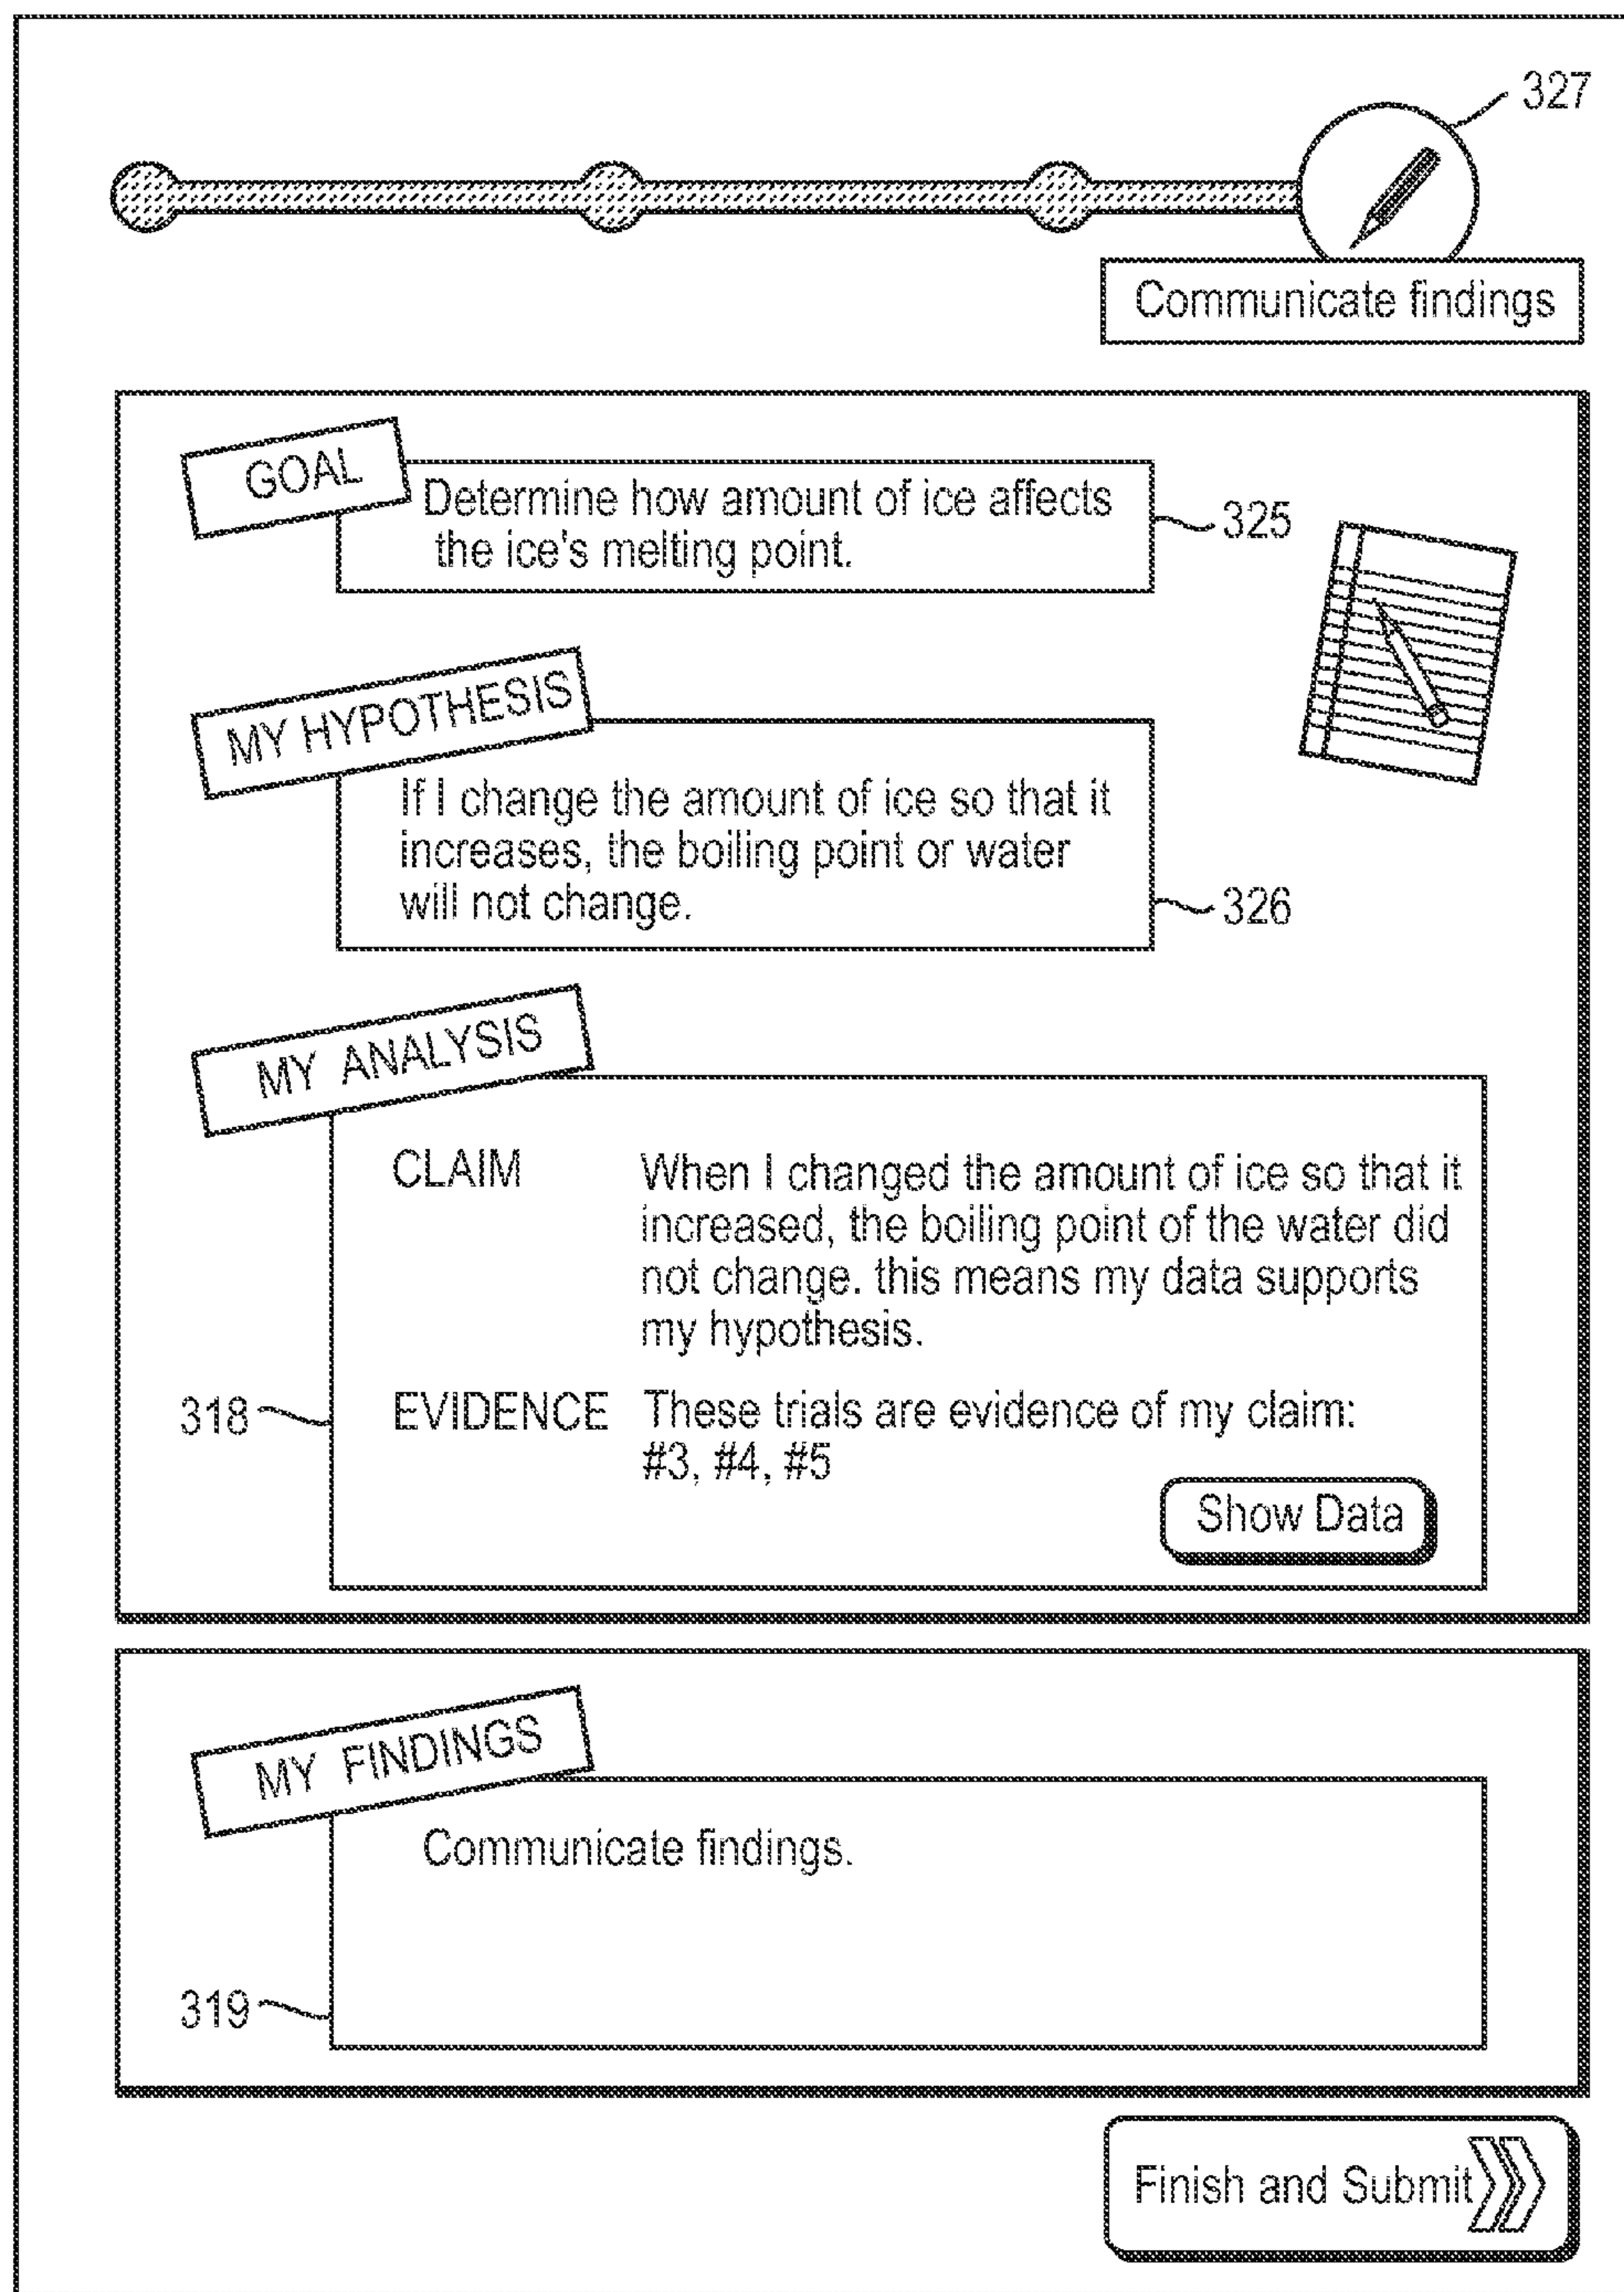 327
Communicate findings
GOAL
Determine how amount of ice affects
the ice's melting point.
325
MY HYPOTHESIS
If I change the amount of ice so that it
increases, the boiling point or water
will not change.
326
MY ANALYSIS
CLAIM
When I changed the amount of ice so that it
increased, the boiling point of the water did
not change. this means my data supports
my hypothesis.
318
EVIDENCE These trials are evidence of my claim:
#3, #4, #5
Show Data
MY FINDINGS
Communicate findings.
319
Finish and Submit